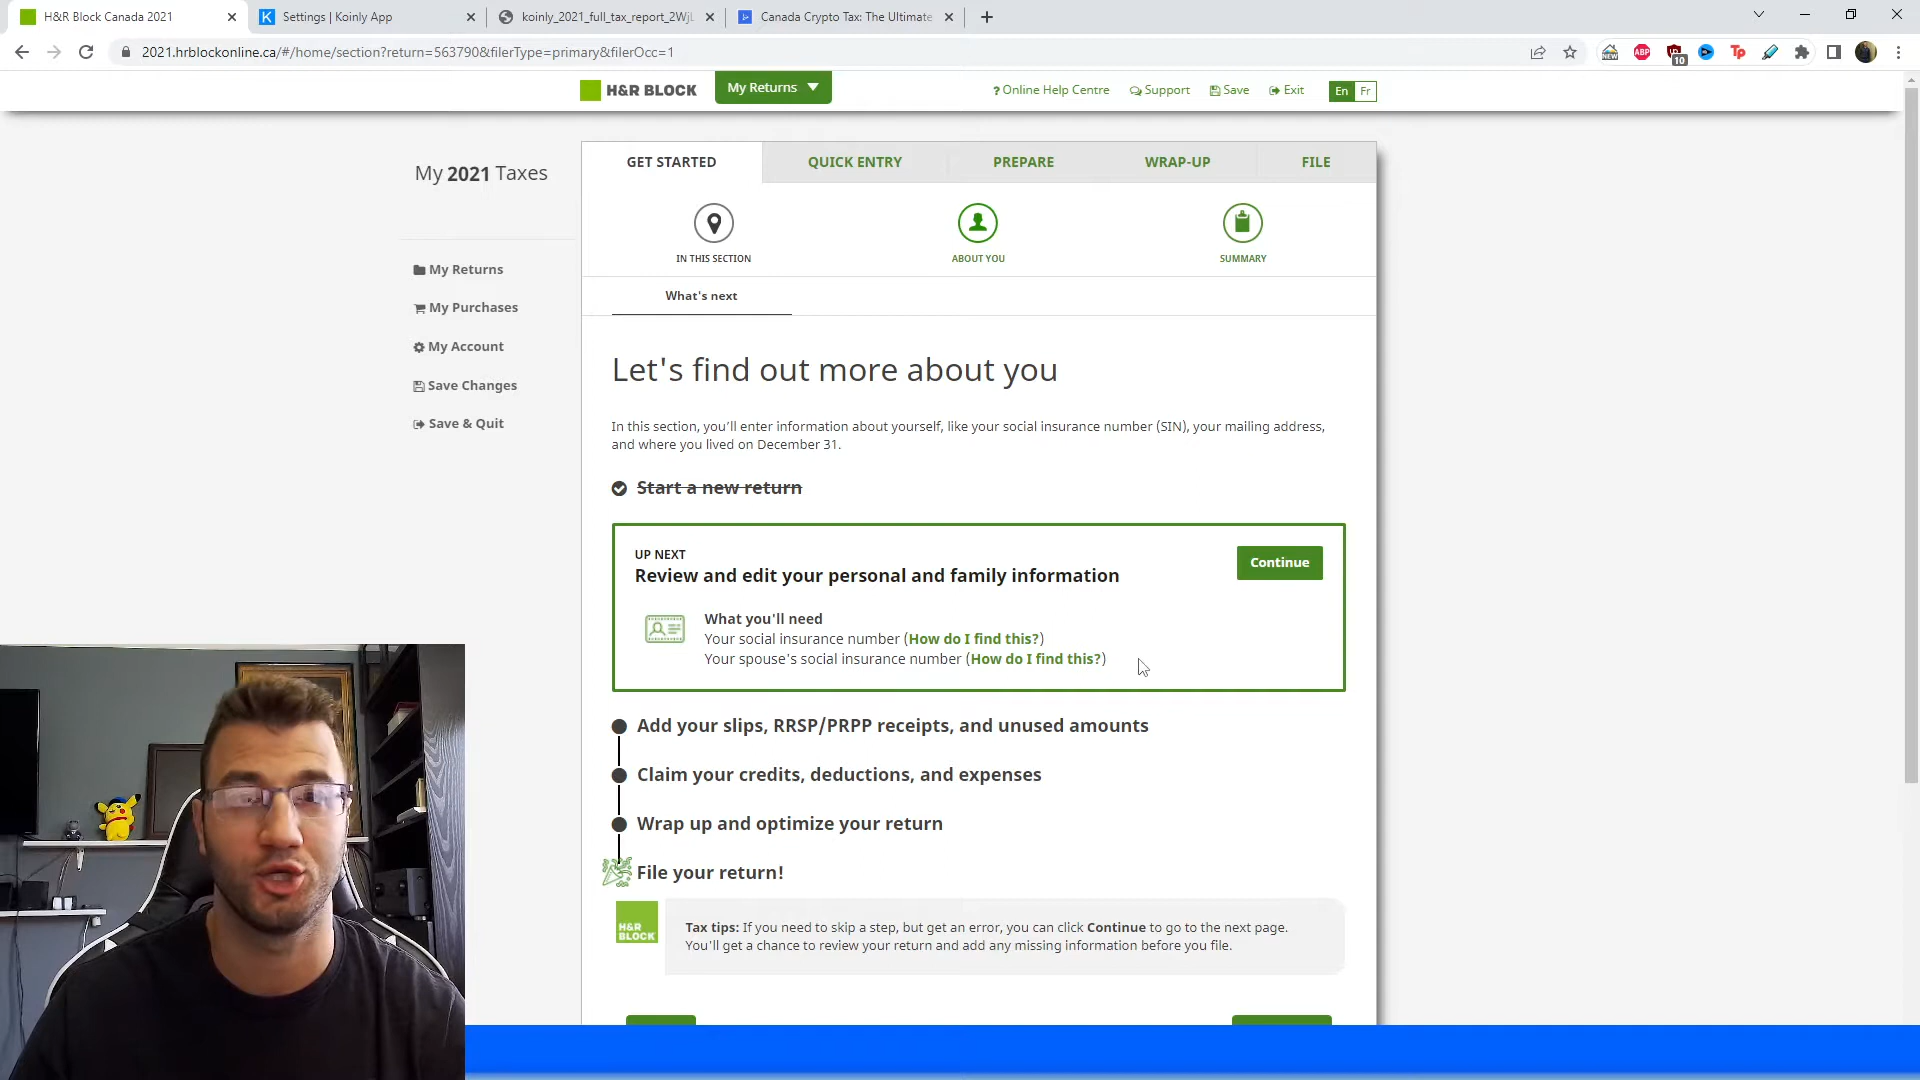 H&R Block Canada 2021
Settings | Koinly App
koinly_2021_full_tax_report_2WjL
Canada Crypto Tax: The Ultimate
2021.hrblockonline.ca/#/home/section?return=563790&filerType=primary&filerOcc=1
NEW
ABP
10
Tp
H&R BLOCK
My Returns
? Online Help Centre
Support
Save
Exit
En
Fr
My 2021 Taxes
GET STARTED
QUICK ENTRY
PREPARE
WRAP-UP
FILE
IN THIS SECTION
ABOUT YOU
SUMMARY
My Returns
My Purchases
My Account
Save Changes
Save & Quit
What's next
Let's find out more about you
In this section, you'll enter information about yourself, like your social insurance number (SIN), your mailing address,
and where you lived on December 31.
Start a new return
UP NEXT
Review and edit your personal and family information
Continue
What you'll need
Your social insurance number (How do I find this?)
Your spouse's social insurance number (How do I find this?)
Add your slips, RRSP/PRPP receipts, and unused amounts
Claim your credits, deductions, and expenses
Wrap up and optimize your return
File your return!
H&R
BLOCK
Tax tips: If you need to skip a step, but get an error, you can click Continue to go to the next page.
You'll get a chance to review your return and add any missing information before you file.